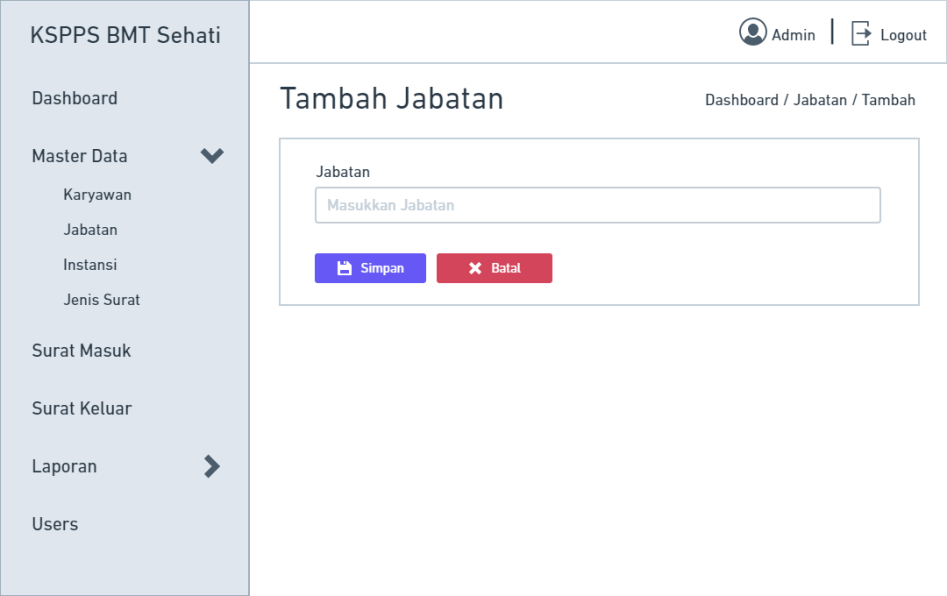 KSPPS BMT Sehati
Admin
Logout
Dashboard
Master Data
Karyawan
Jabatan
Instansi
Jenis Surat
Surat Masuk
Surat Keluar
Laporan
Users
Tambah Jabatan
Dashboard / Jabatan / Tambah
Jabatan
Masukkan Jabatan
Simpan
Batal